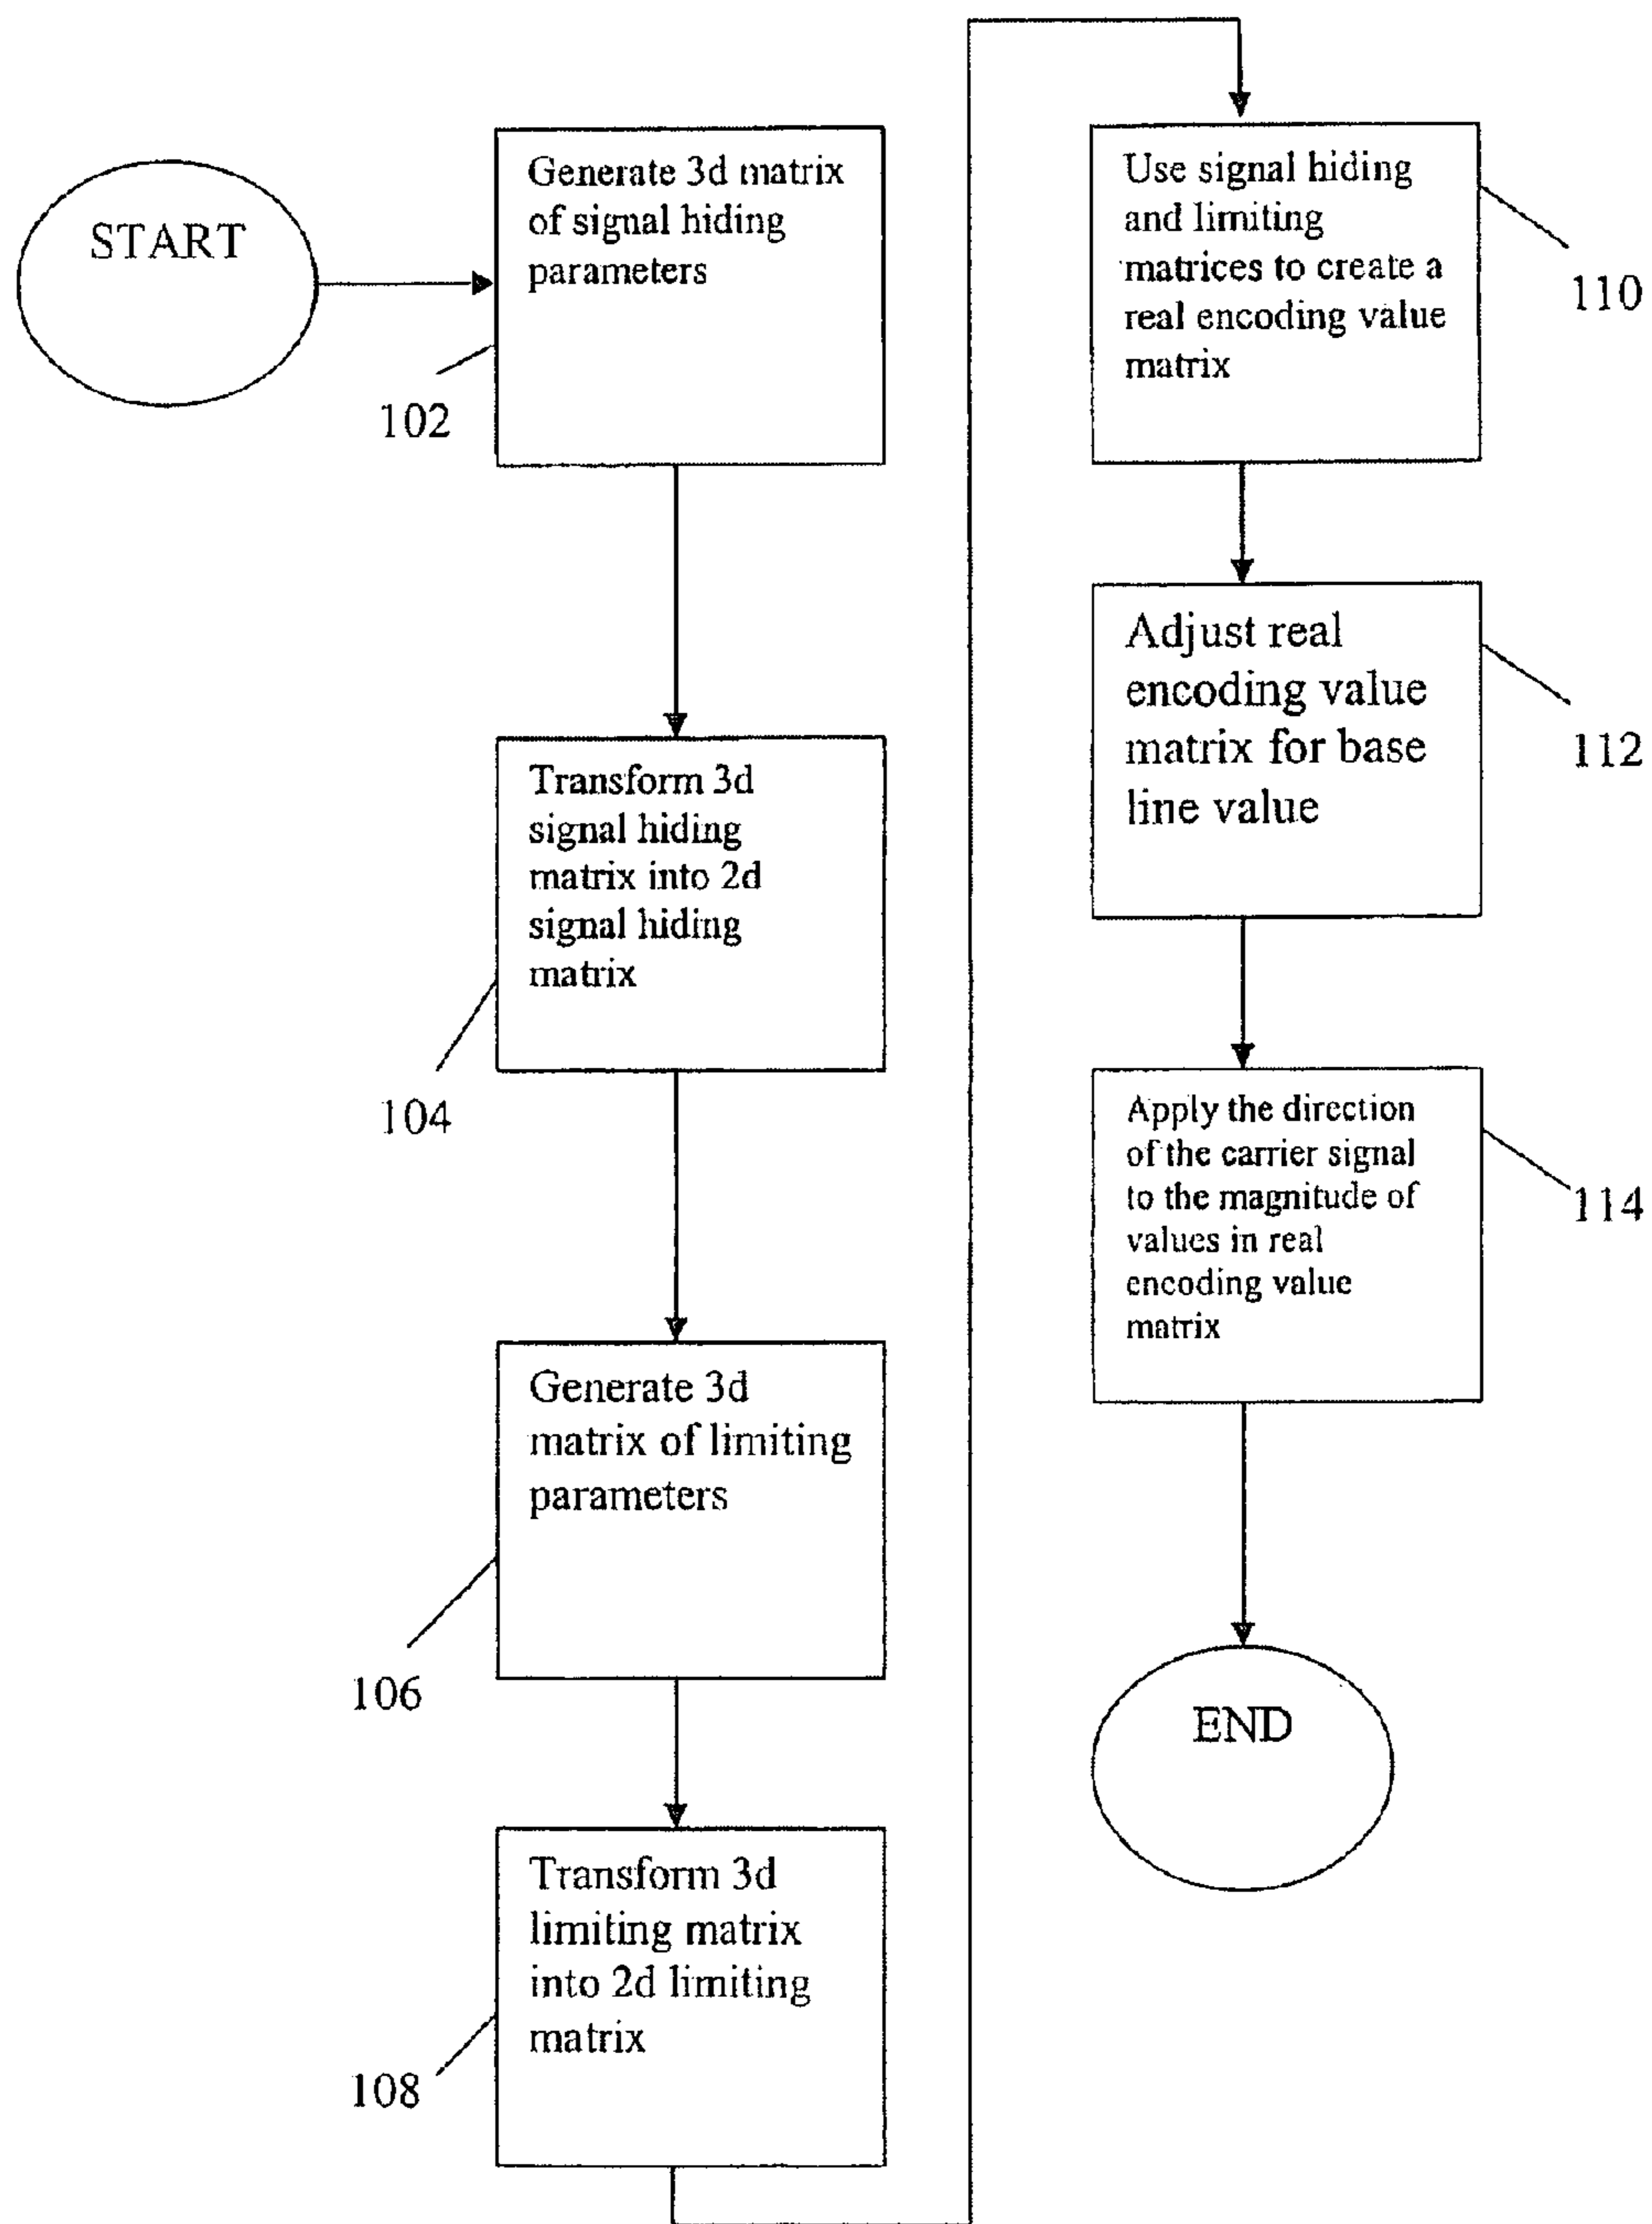 START
Generate 3d matrix
of signal hiding
parameters
102
Transform 3d
signal hiding
matrix into 2d
signal hiding
matrix
104
Generate 3d
matrix of limiting
parameters
106
Transform 3d
limiting matrix
into 2d limiting
matrix
108
Use signal hiding
and limiting
matrices to create a
real encoding value
matrix
110
Adjust real
encoding value
matrix for base
line value
112
Apply the direction
of the carrier signal
to the magnitude of
values in real
encoding value
matrix
114
END